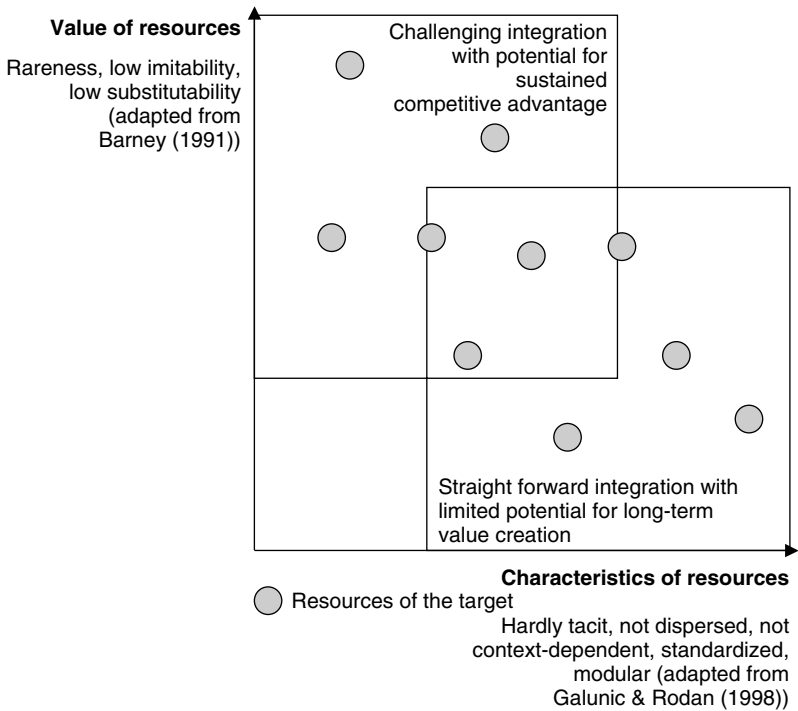 Value of resources
Rareness, low imitability,
low substitutability
(adapted from
Barney (1991))
Challenging integration
with potential for
sustained
competitive advantage
Straight forward integration with
limited potential for long-term
value creation
Characteristics of resources
Resources of the target
Hardly tacit, not dispersed, not
context-dependent, standardized,
modular (adapted from
Galunic & Rodan (1998))